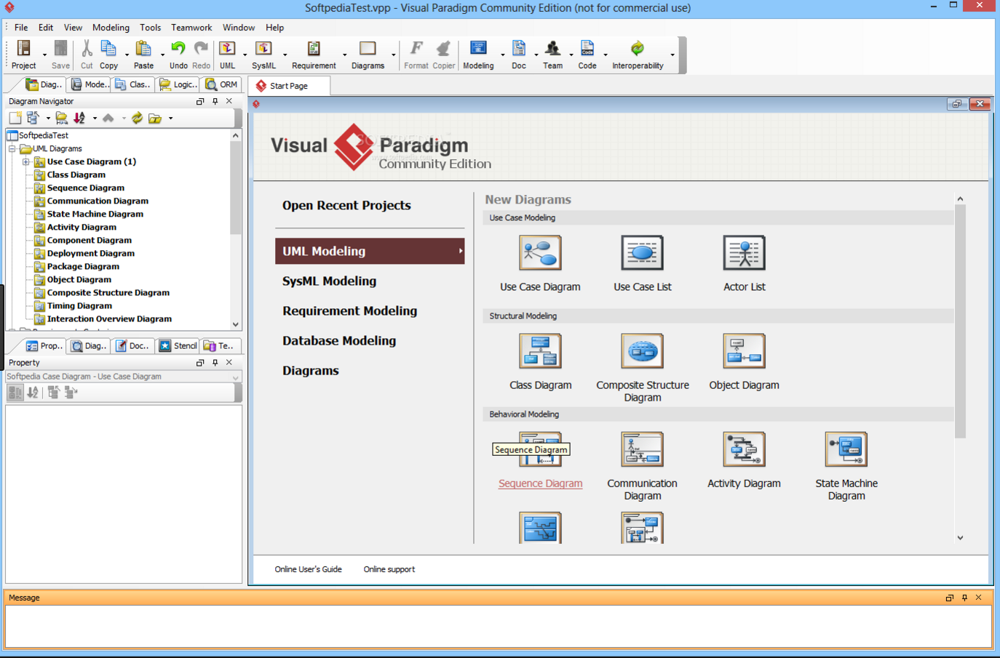 SoftpediaTest.vpp - Visual Paradigm Community Edition (not for commercial use)
File Edit View Modeling Tools Teamwork Window Help
Project Save Cut Copy Paste Undo Redo UML SysML Requirement Diagrams Format Copier Modeling Doc Team Code Interoperability
Diag.. Mode.. Clas.. Logic.. ORM
Start Page
Diagram Navigator
SoftpediaTest
UML Diagrams
Use Case Diagram (1)
Class Diagram
Sequence Diagram
Communication Diagram
State Machine Diagram
Activity Diagram
Component Diagram
Deployment Diagram
Package Diagram
Object Diagram
Composite Structure Diagram
Timing Diagram
Interaction Overview Diagram
Prop.. Diag.. Doc.. Stencil Te..
Property
Softpedia Case Diagram - Use Case Diagram
Visual Paradigm
Community Edition
Open Recent Projects
UML Modeling
SysML Modeling
Requirement Modeling
Database Modeling
Diagrams
New Diagrams
Use Case Modeling
Use Case Diagram Use Case List Actor List
Structural Modeling
Class Diagram Composite Structure Diagram Object Diagram
Behavioral Modeling
Sequence Diagram
Sequence Diagram Communication Diagram Activity Diagram State Machine Diagram
Online User's Guide Online support
Message